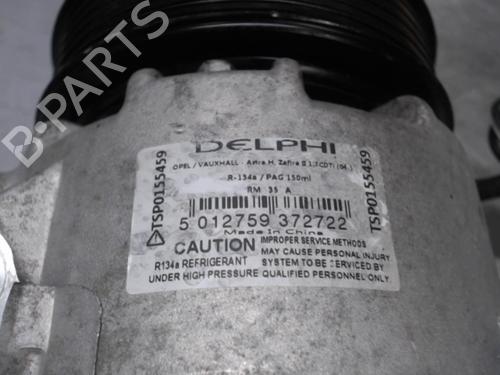 B-PARTS
DELPHI
OPEL / VAUXHALL - Astra H, Zafira B 1.7CDTi (04-)
R-134a / PAG 150ml
RM 35 A
TSP0155459
TSP0155459
5 012759 372722
Made in China
CAUTION
R134a REFRIGERANT
IMPROPER SERVICE METHODS
MAY CAUSE PERSONAL INJURY
SYSTEM TO BE SERVICED BY
UNDER HIGH PRESSURE QUALIFIED PERSONNEL ONLY.